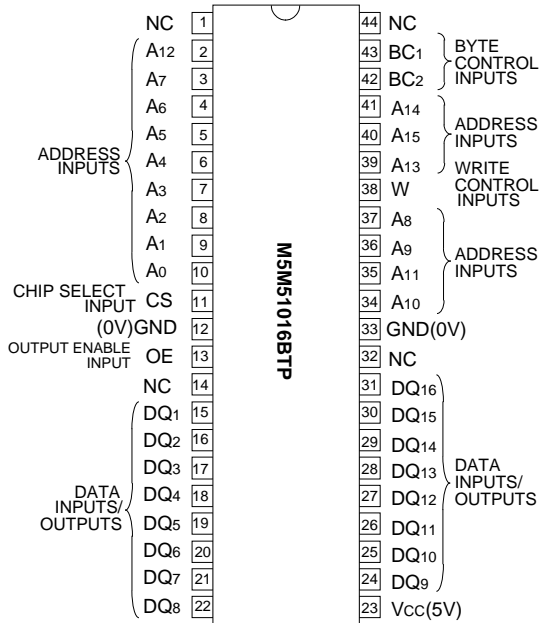 NC 1
A12 2
A7 3
A6 4
A5 5
A4 6
A3 7
A2 8
A1 9
A0 10
ADDRESS
INPUTS
CHIP SELECT
INPUT CS 11
(0V)GND 12
OUTPUT ENABLE
INPUT OE 13
NC 14
DQ1 15
DQ2 16
DQ3 17
DQ4 18
DQ5 19
DQ6 20
DQ7 21
DQ8 22
DATA
INPUTS/
OUTPUTS
M5M51016BTP
44 NC
43 BC1
42 BC2
BYTE
CONTROL
INPUTS
41 A14
40 A15
39 A13
ADDRESS
INPUTS
38 W
WRITE
CONTROL
INPUTS
37 A8
36 A9
35 A11
34 A10
ADDRESS
INPUTS
33 GND(0V)
32 NC
31 DQ16
30 DQ15
29 DQ14
28 DQ13
27 DQ12
26 DQ11
25 DQ10
24 DQ9
DATA
INPUTS/
OUTPUTS
23 Vcc(5V)